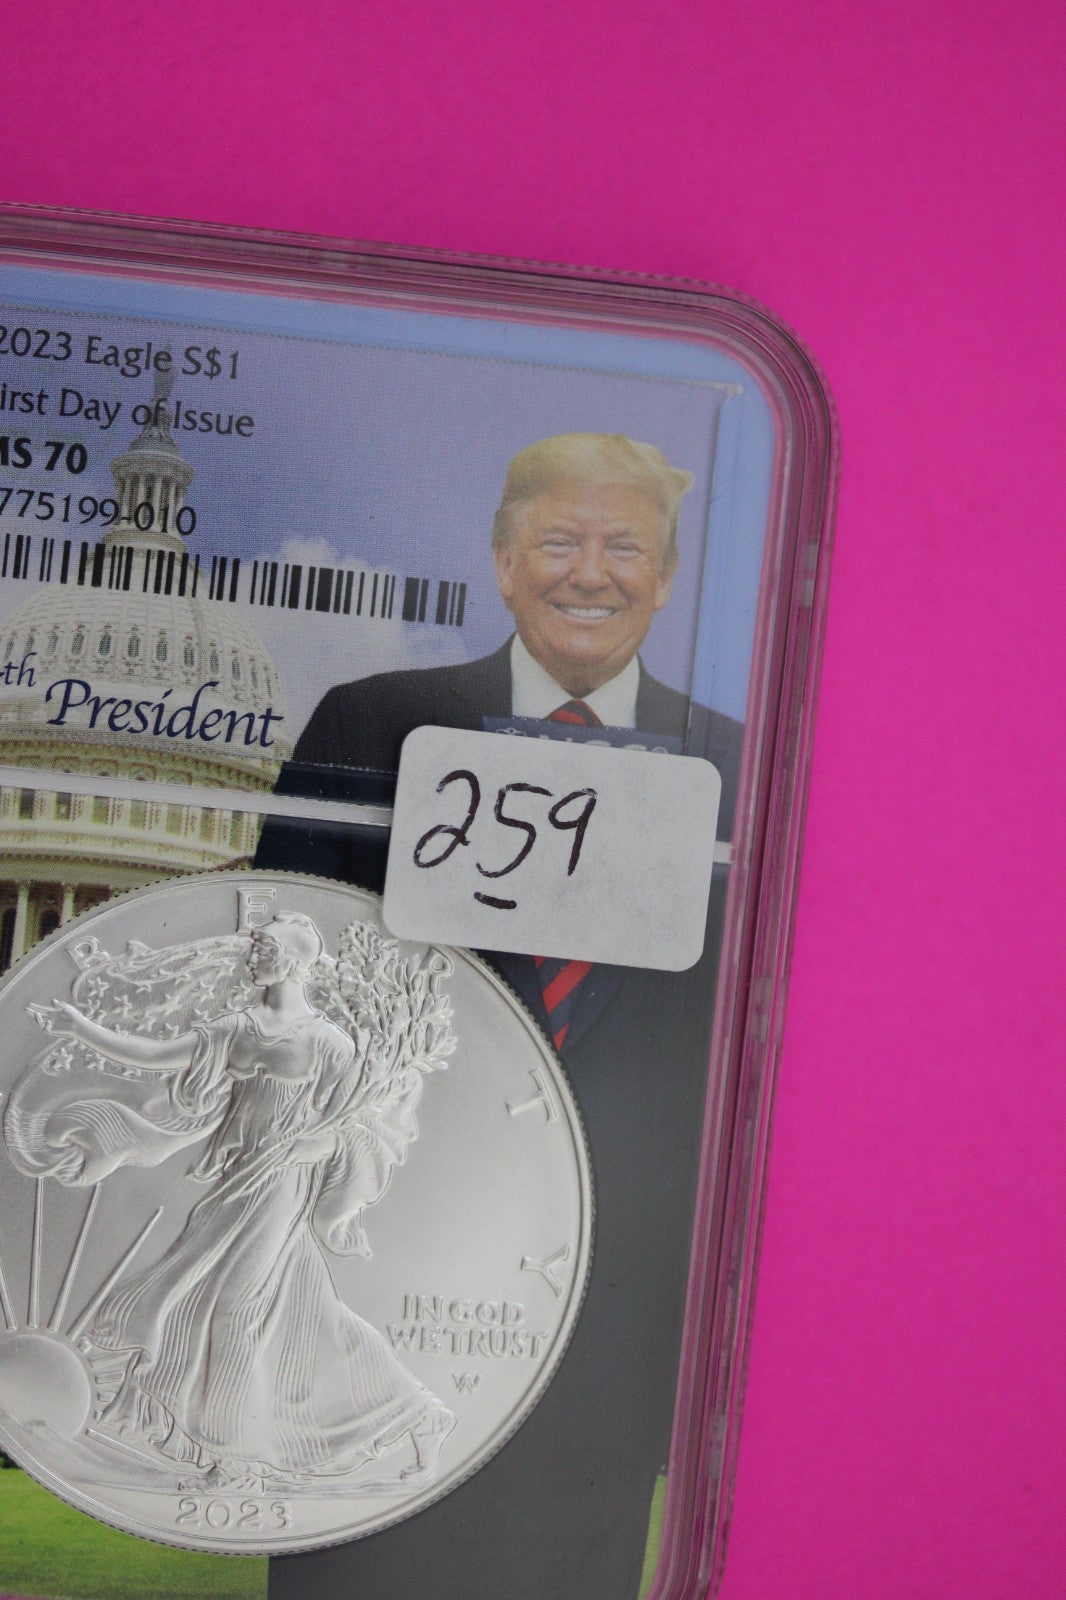 2023 Eagle S$1
irst Day of Issue
MS 70
775199-010
th
President
NGC
259
LIBERTY
IN GOD
WE TRUST
W
2023